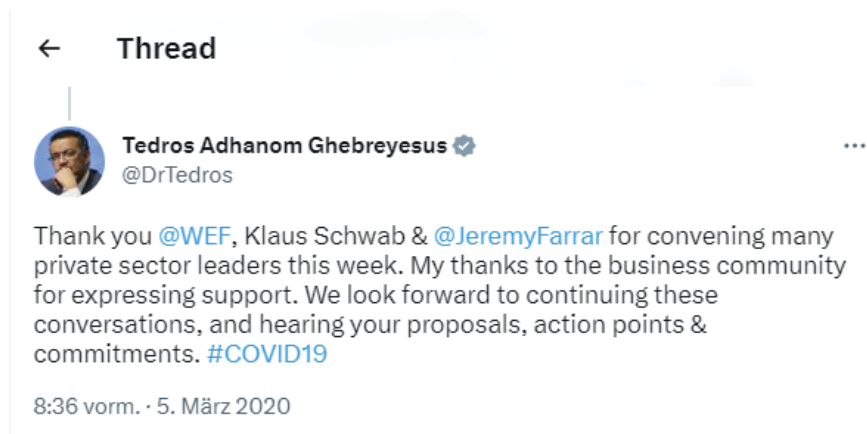 Thread
Tedros Adhanom Ghebreyesus
@DrTedros
Thank you @WEF, Klaus Schwab & @JeremyFarrar for convening many
private sector leaders this week. My thanks to the business community
for expressing support. We look forward to continuing these
conversations, and hearing your proposals, action points &
commitments. #COVID19
8:36 vorm. · 5. März 2020